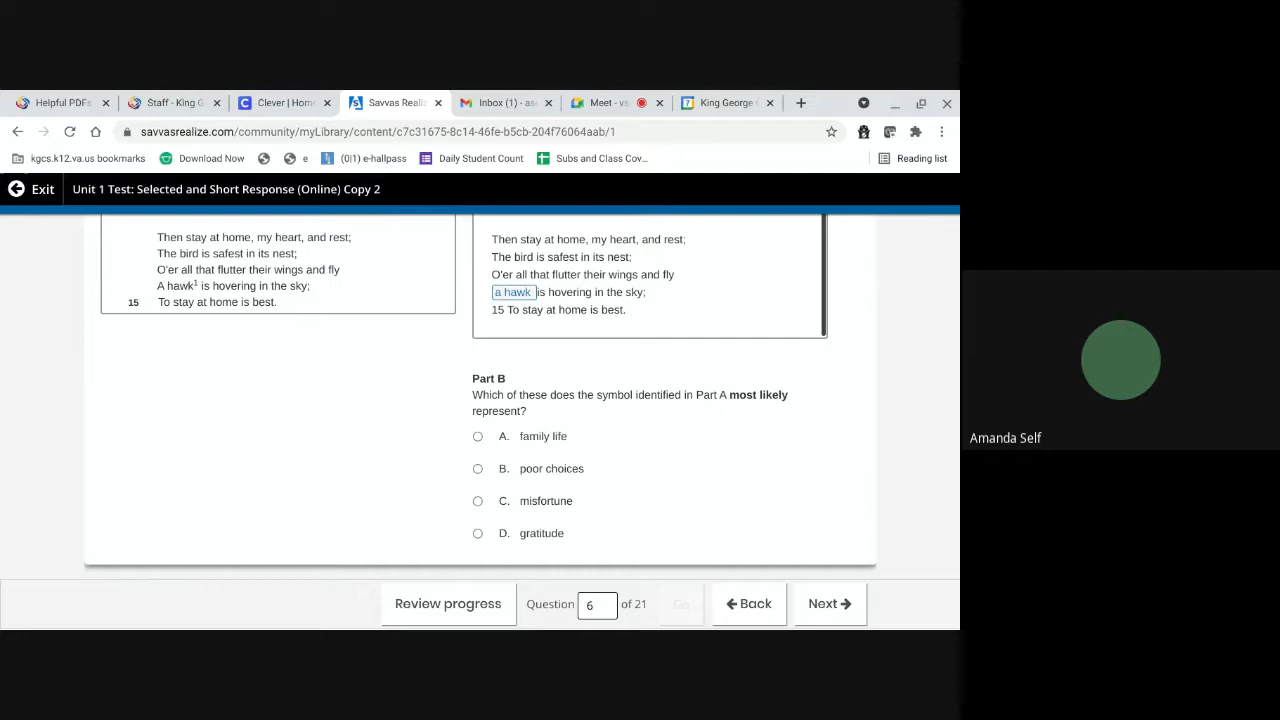 Helpful PDFs
Staff - King G
Clever | Hom
Savvas Realiz
Inbox (1) - as
Meet - vs
King George
savvasrealize.com/community/myLibrary/content/c7c31675-8c14-46fe-b5cb-204f76064aab/1
kgcs.k12.va.us bookmarks
Download Now
e
(0|1) e-hallpass
Daily Student Count
Subs and Class Cov...
Reading list
Exit
Unit 1 Test: Selected and Short Response (Online) Copy 2
Then stay at home, my heart, and rest;
The bird is safest in its nest;
O'er all that flutter their wings and fly
A hawk1 is hovering in the sky;
15 To stay at home is best.
Then stay at home, my heart, and rest;
The bird is safest in its nest;
O'er all that flutter their wings and fly
a hawk is hovering in the sky;
15 To stay at home is best.
Part B
Which of these does the symbol identified in Part A most likely
represent?
A. family life
B. poor choices
C. misfortune
D. gratitude
Review progress
Question 6 of 21
Go
Back
Next
Amanda Self